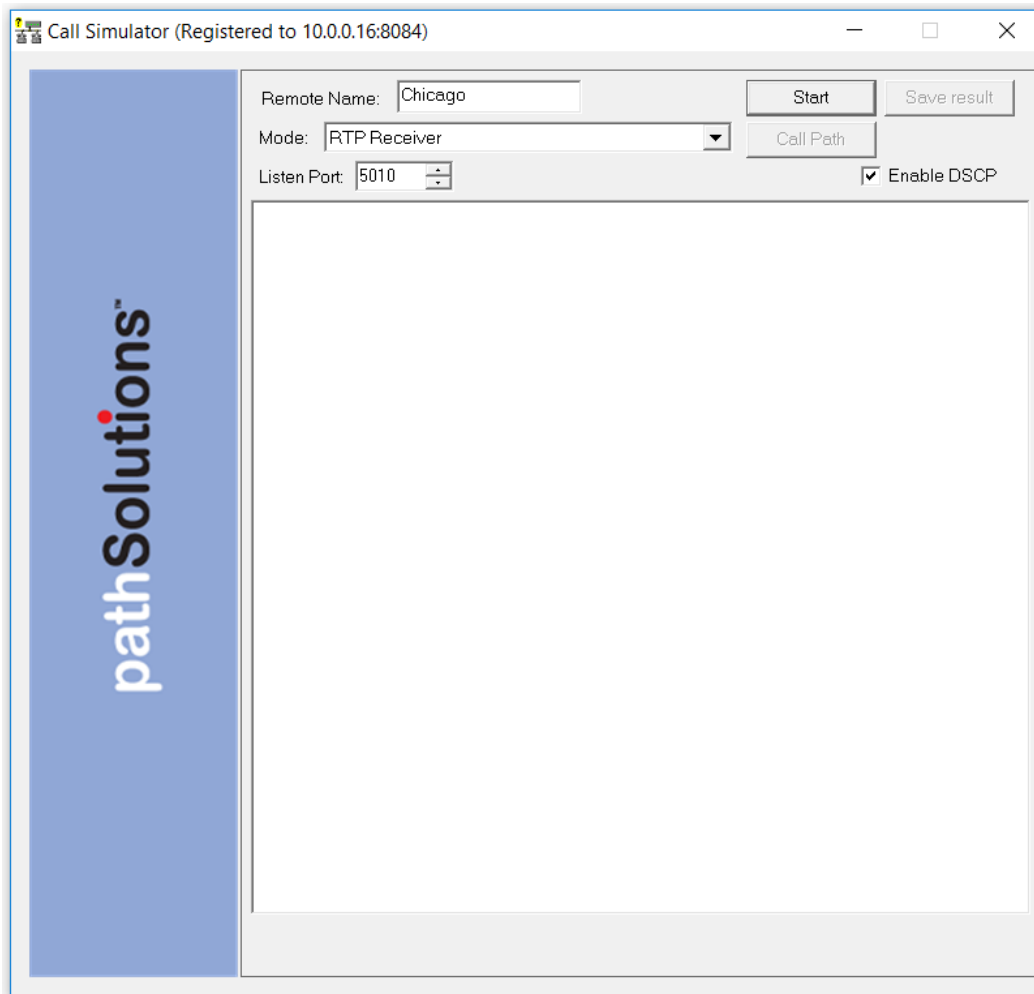 Call Simulator (Registered to 10.0.0.16:8084)
Remote Name: Chicago
Start
Save result
Mode: RTP Receiver
Call Path
Listen Port: 5010
Enable DSCP
pathSolutions™